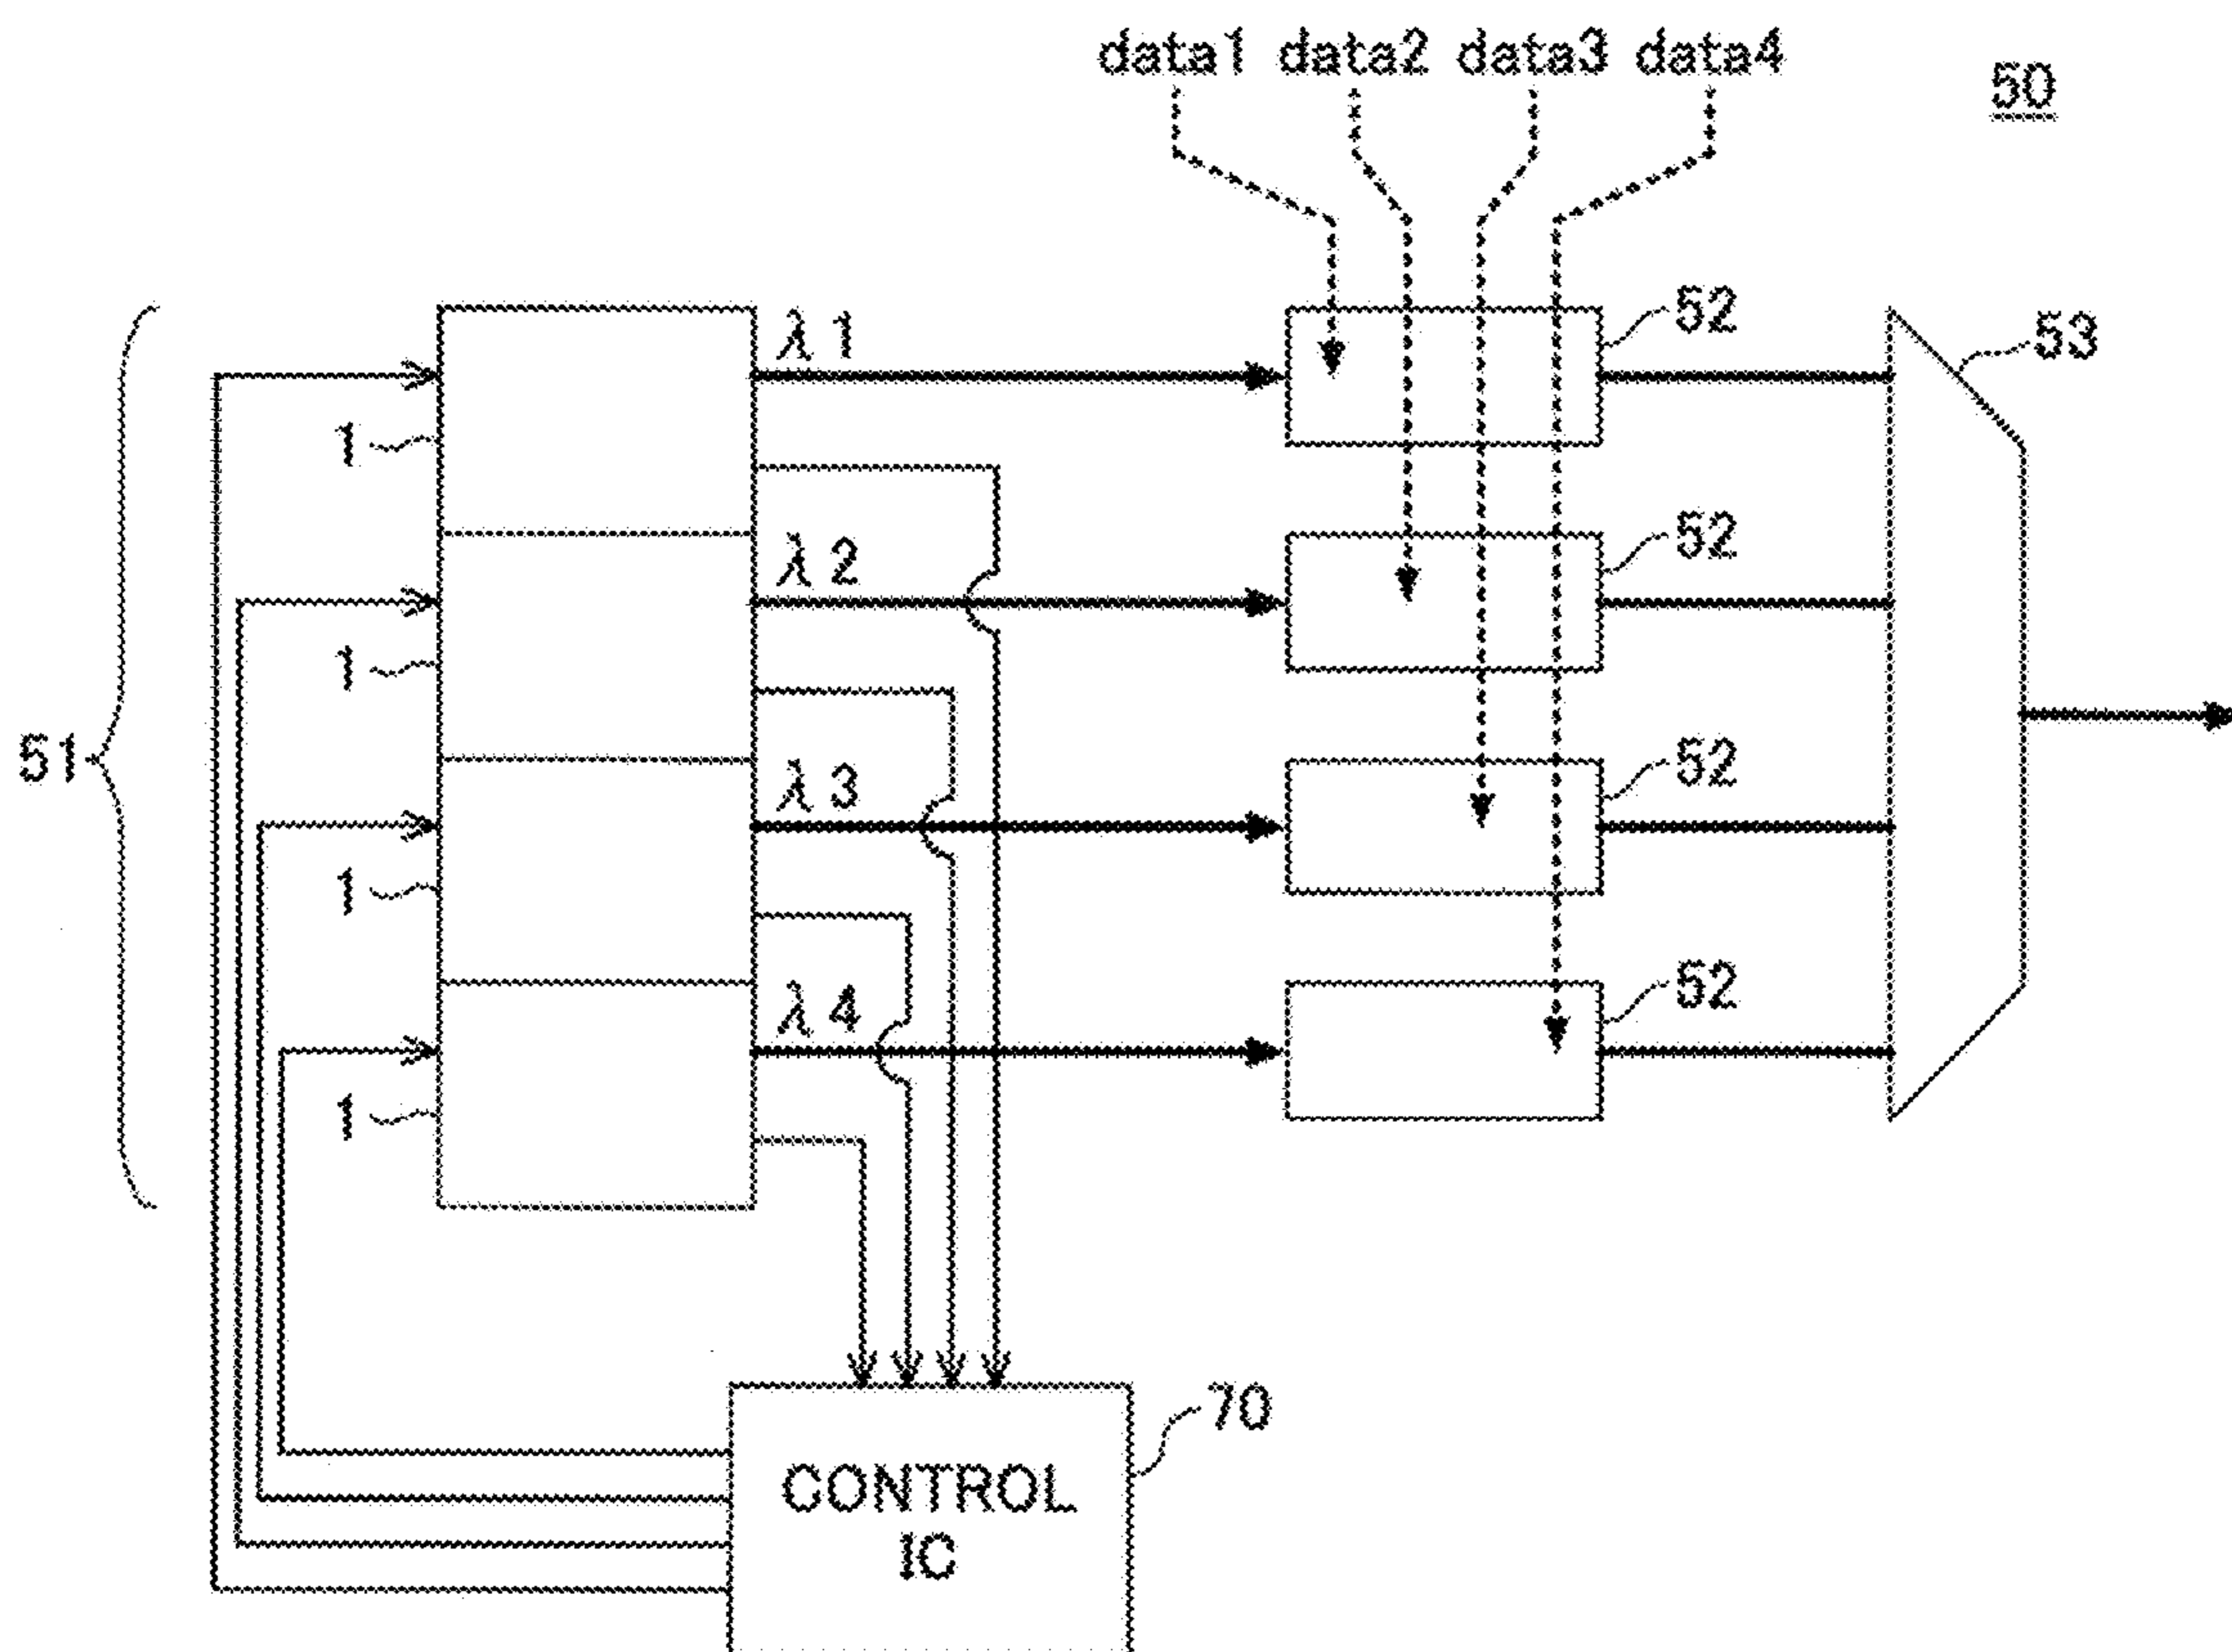 data1 data2 data3 data4
50
λ1
52
53
1
λ2
52
1
51
λ3
52
1
λ4
52
1
70
CONTROL
IC